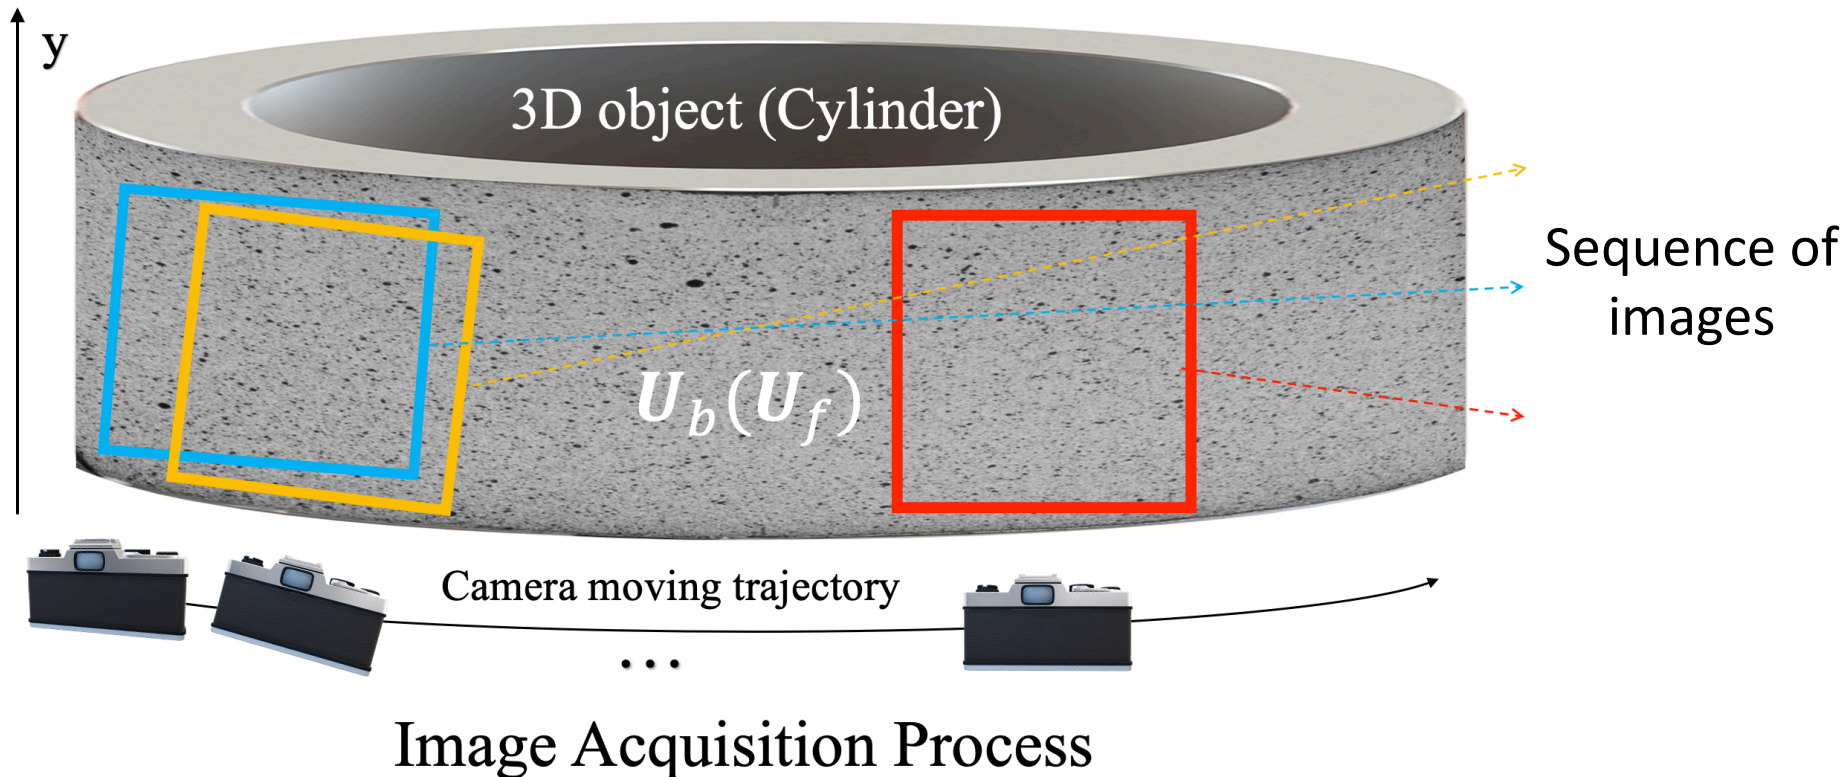 y
3D object (Cylinder)
Sequence of
images
U_b(U_f)
Camera moving trajectory
...
Image Acquisition Process